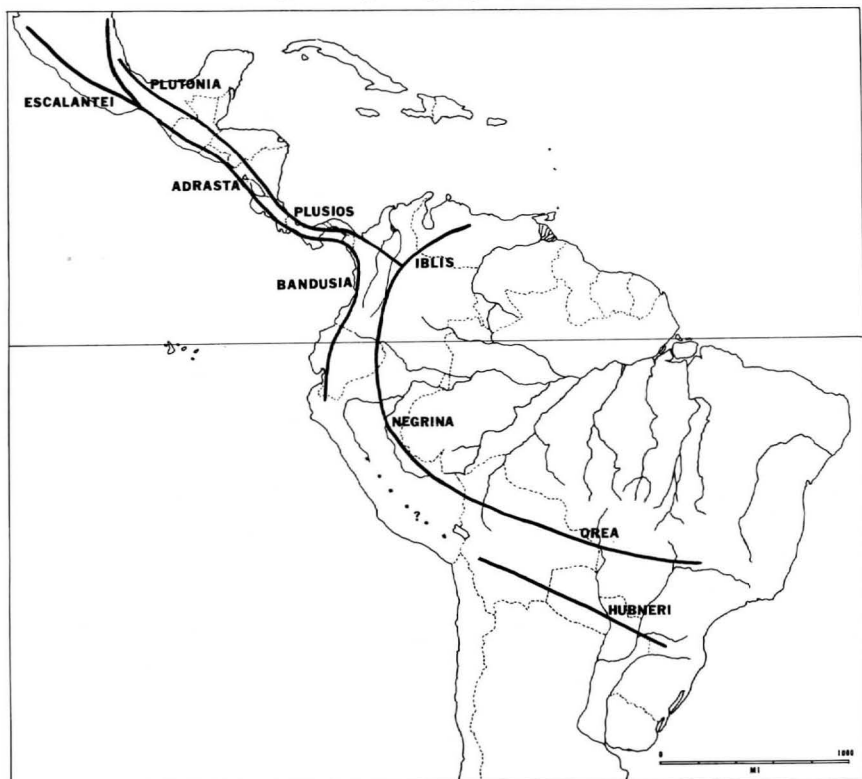 PLUTONIA
ESCALANTEI
ADRASTA
PLUSIOS
IBLIS
BANDUSIA
NEGRINA
?
OREA
HUBNERI
0 1000
MI